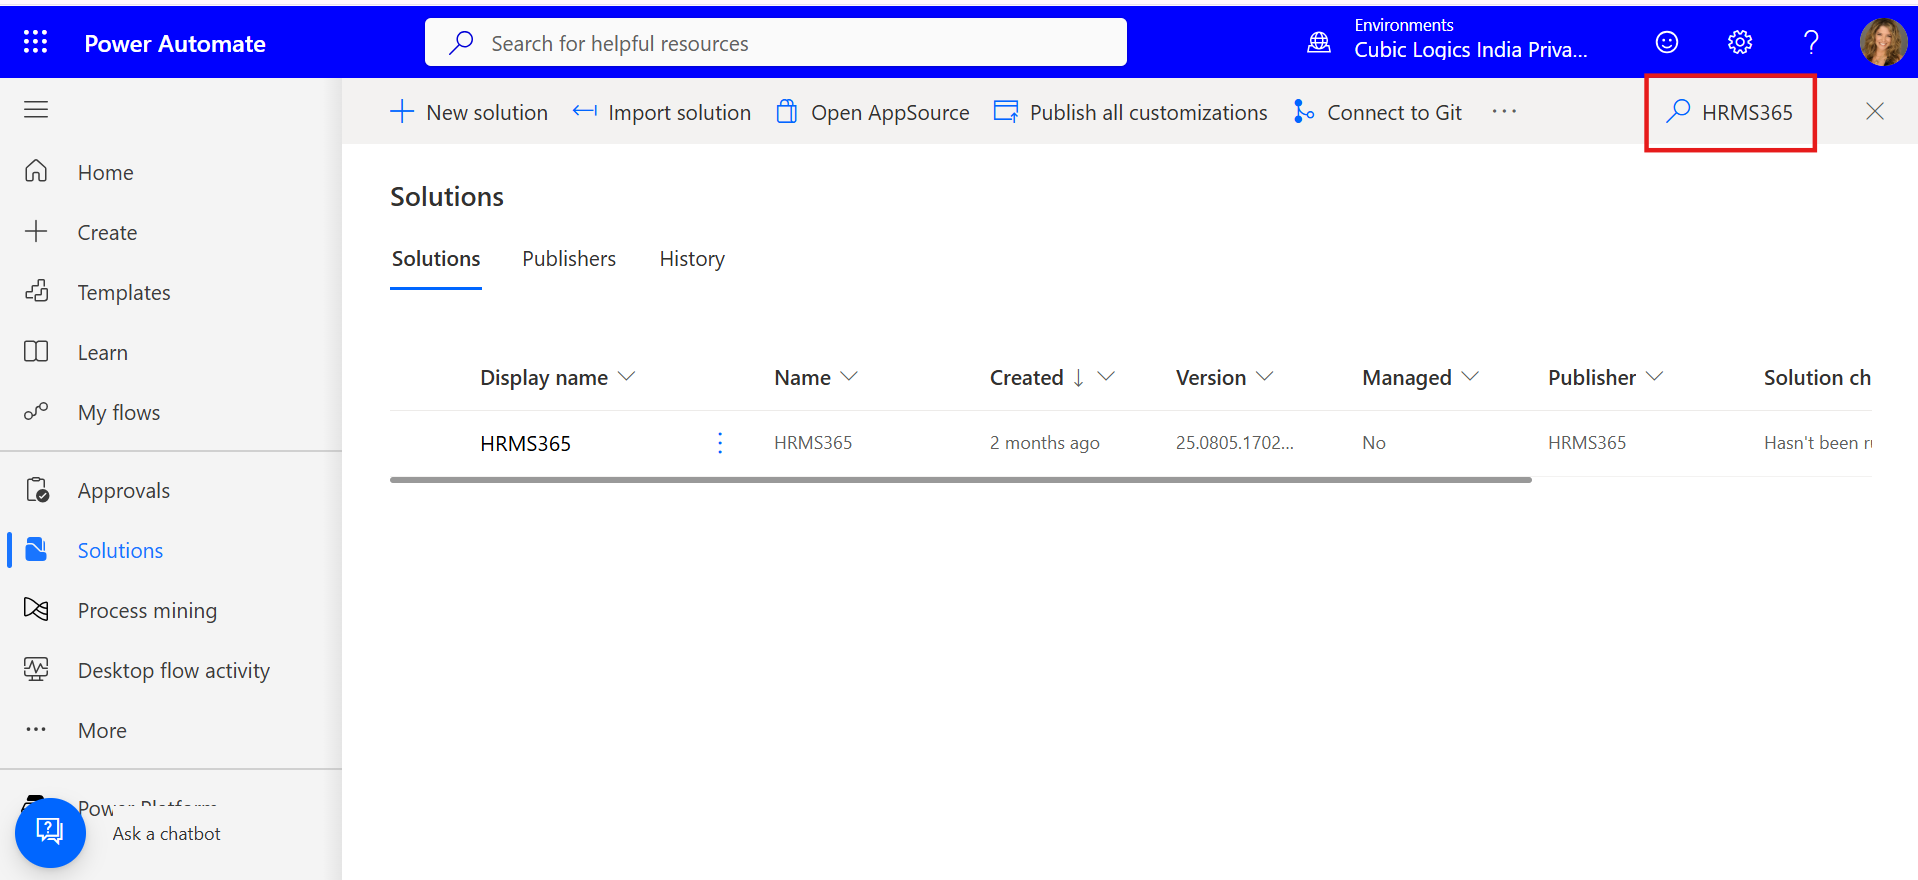 Power Automate
Search for helpful resources
Environments
Cubic Logics India Priva...
New solution
Import solution
Open AppSource
Publish all customizations
Connect to Git
HRMS365
Home
Create
Templates
Learn
My flows
Approvals
Solutions
Process mining
Desktop flow activity
More
Power Platform
Ask a chatbot
Solutions
Solutions Publishers History
Display name Name Created Version Managed Publisher Solution ch
HRMS365 HRMS365 2 months ago 25.0805.1702... No HRMS365 Hasn't been r